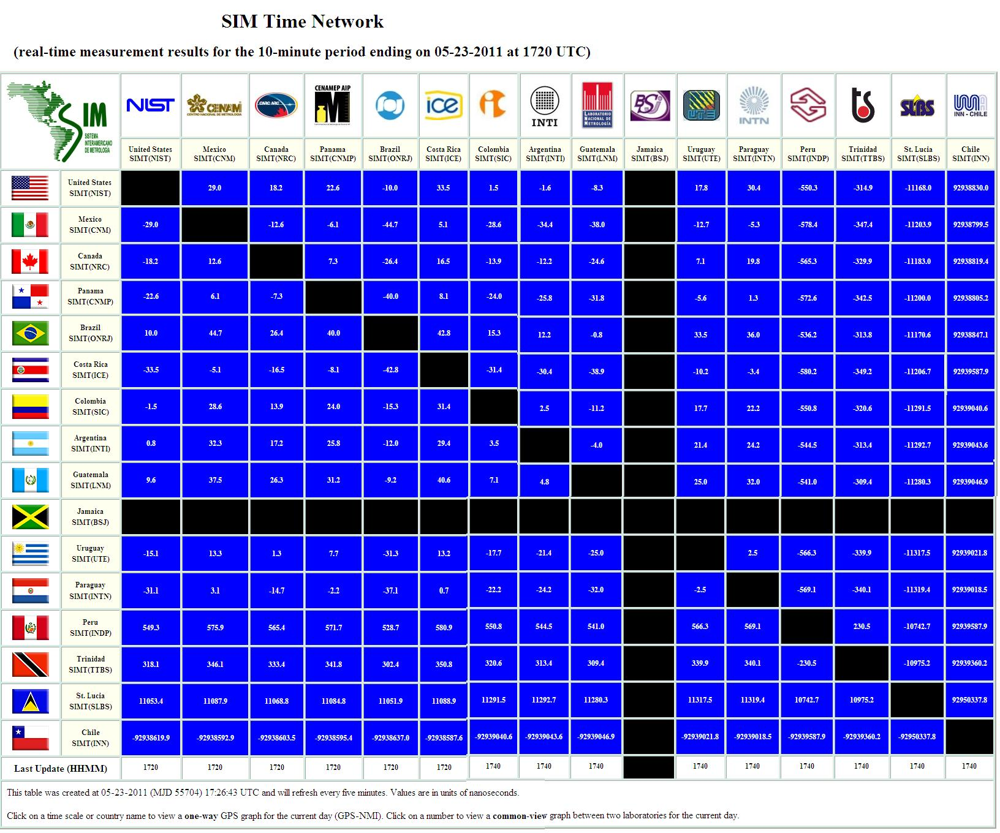 SIM Time Network
(real-time measurement results for the 10-minute period ending on 05-23-2011 at 1720 UTC)
SIM
SISTEMA
INTERAMERICANO
DE METROLOGIA
NIST
CENAM
CENTRO NACIONAL DE METROLOGIA
CNRC-NRC
CENAMEP AIP
ice
INTI
LABORATORIO
NACIONAL DE
METROLOGÍA
BSJ
UTE
INTN
SLBS
INN - CHILE
United States Mexico Canada Panama Brazil Costa Rica Colombia Argentina Guatemala Jamaica Uruguay Paraguay Peru Trinidad St. Lucia Chile
SIMT(NIST) SIMT(CNM) SIMT(NRC) SIMT(CNMP) SIMT(ONRJ) SIMT(ICE) SIMT(SIC) SIMT(INTI) SIMT(LNM) SIMT(BSJ) SIMT(UTE) SIMT(INTN) SIMT(INDP) SIMT(TTBS) SIMT(SLBS) SIMT(INN)
United States
SIMT(NIST)
29.0 18.2 22.6 -10.0 33.5 1.5 -1.6 -8.3 17.8 30.4 -550.3 -314.9 -11168.0 92938830.0
Mexico
SIMT(CNM)
-29.0 -12.6 -6.1 -44.7 5.1 -28.6 -34.4 -38.0 -12.7 -5.3 -578.4 -347.4 -11203.9 92938799.5
Canada
SIMT(NRC)
-18.2 12.6 7.3 -26.4 16.5 -13.9 -12.2 -24.6 7.1 19.8 -565.3 -329.9 -11183.0 92938819.4
Panama
SIMT(CNMP)
-22.6 6.1 -7.3 -40.0 8.1 -24.0 -25.8 -31.8 -5.6 1.3 -572.6 -342.5 -11200.0 92938805.2
Brazil
SIMT(ONRJ)
10.0 44.7 26.4 40.0 42.8 15.3 12.2 -0.8 33.5 36.0 -536.2 -313.8 -11170.6 92938847.1
Costa Rica
SIMT(ICE)
-33.5 -5.1 -16.5 -8.1 -42.8 -31.4 -30.4 -38.9 -10.2 -3.4 -580.2 -349.2 -11206.7 92939587.9
Colombia
SIMT(SIC)
-1.5 28.6 13.9 24.0 -15.3 31.4 2.5 -11.2 17.7 22.2 -550.8 -320.6 -11291.5 92939040.6
Argentina
SIMT(INTI)
0.8 32.3 17.2 25.8 -12.0 29.4 3.5 -4.0 21.4 24.2 -544.5 -313.4 -11292.7 92939043.6
Guatemala
SIMT(LNM)
9.6 37.5 26.3 31.2 -9.2 40.6 7.1 4.8 25.0 32.0 -541.0 -309.4 -11280.3 92939046.9
Jamaica
SIMT(BSJ)
Uruguay
SIMT(UTE)
-15.1 13.3 1.3 7.7 -31.3 13.2 -17.7 -21.4 -25.0 2.5 -566.3 -339.9 -11317.5 92939021.8
Paraguay
SIMT(INTN)
-31.1 3.1 -14.7 -2.2 -37.1 0.7 -22.2 -24.2 -32.0 -2.5 -569.1 -340.1 -11319.4 92939018.5
Peru
SIMT(INDP)
549.3 575.9 565.4 571.7 528.7 580.9 550.8 544.5 541.0 566.3 569.1 230.5 -10742.7 92939587.9
Trinidad
SIMT(TTBS)
318.1 346.1 333.4 341.8 302.4 350.8 320.6 313.4 309.4 339.9 340.1 -230.5 -10975.2 92939360.2
St. Lucia
SIMT(SLBS)
11053.4 11087.9 11068.8 11084.8 11051.9 11088.9 11291.5 11292.7 11280.3 11317.5 11319.4 10742.7 10975.2 92950337.8
Chile
SIMT(INN)
-92938619.9 -92938592.9 -92938603.5 -92938595.4 -92938637.0 -92938587.6 -92939040.6 -92939043.6 -92939046.9 -92939021.8 -92939018.5 -92939587.9 -92939360.2 -92950337.8
Last Update (HHMM) 1720 1720 1720 1720 1720 1720 1740 1740 1740 1740 1740 1740 1740 1740 1740
This table was created at 05-23-2011 (MJD 55704) 17:26:43 UTC and will refresh every five minutes. Values are in units of nanoseconds.
Click on a time scale or country name to view a one-way GPS graph for the current day (GPS-NMI). Click on a number to view a common-view graph between two laboratories for the current day.